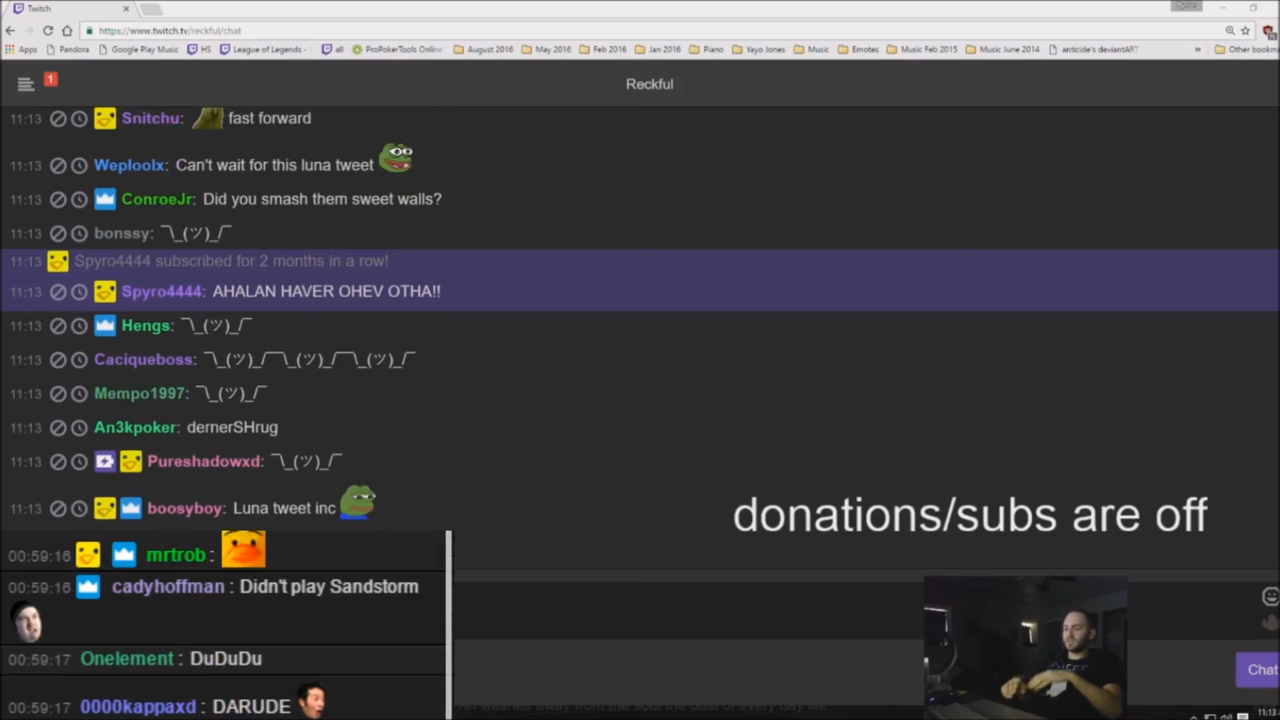 Twitch
https://www.twitch.tv/reckful/chat
Apps Pandora Google Play Music HS League of Legends - all ProPokerTools Online August 2016 May 2016 Feb 2016 Jan 2016 Piano Yayo Jones Music Emotes Music Feb 2015 Music June 2014 anticide's deviantART » Other bookm
1
Reckful
11:13 Snitchu: fast forward
11:13 Weploolx: Can't wait for this luna tweet
11:13 ConroeJr: Did you smash them sweet walls?
11:13 bonssy: ¯\_(ツ)_/¯
11:13 Spyro4444 subscribed for 2 months in a row!
11:13 Spyro4444: AHALAN HAVER OHEV OTHA!!
11:13 Hengs: ¯\_(ツ)_/¯
11:13 Caciqueboss: ¯\_(ツ)_/¯¯\_(ツ)_/¯¯\_(ツ)_/¯
11:13 Mempo1997: ¯\_(ツ)_/¯
11:13 An3kpoker: dernerSHrug
11:13 Pureshadowxd: ¯\_(ツ)_/¯
11:13 boosyboy: Luna tweet inc
donations/subs are off
00:59:16 mrtrob :
00:59:16 cadyhoffman : Didn't play Sandstorm
00:59:17 Onelement : DuDuDu
00:59:17 0000kappaxd : DARUDE
Chat
11:13